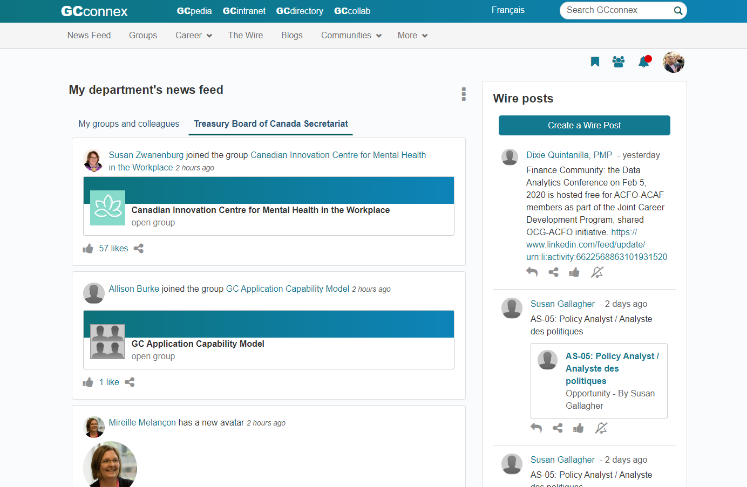 GCconnex GCpedia GCintranet GCdirectory GCcollab Français Search GCconnex
News Feed Groups Career The Wire Blogs Communities More
My department's news feed
My groups and colleagues Treasury Board of Canada Secretariat
Susan Zwanenburg joined the group Canadian Innovation Centre for Mental Health
in the Workplace 2 hours ago
Canadian Innovation Centre for Mental Health in the Workplace
open group
57 likes
Allison Burke joined the group GC Application Capability Model 2 hours ago
GC Application Capability Model
open group
1 like
Mireille Melançon has a new avatar 2 hours ago
Wire posts
Create a Wire Post
Dixie Quintanilla, PMP - yesterday
Finance Community: the Data
Analytics Conference on Feb 5,
2020 is hosted free for ACFO-ACAF
members as part of the Joint Career
Development Program, shared
OCG-ACFO initiative. https://
www.linkedin.com/feed/update/
urn:li:activity:6622568863101931520
Susan Gallagher - 2 days ago
AS-05: Policy Analyst / Analyste
des politiques
AS-05: Policy Analyst /
Analyste des
politiques
Opportunity - By Susan
Gallagher
Susan Gallagher - 2 days ago
AS-05: Policy Analyst / Analyste
des politiques